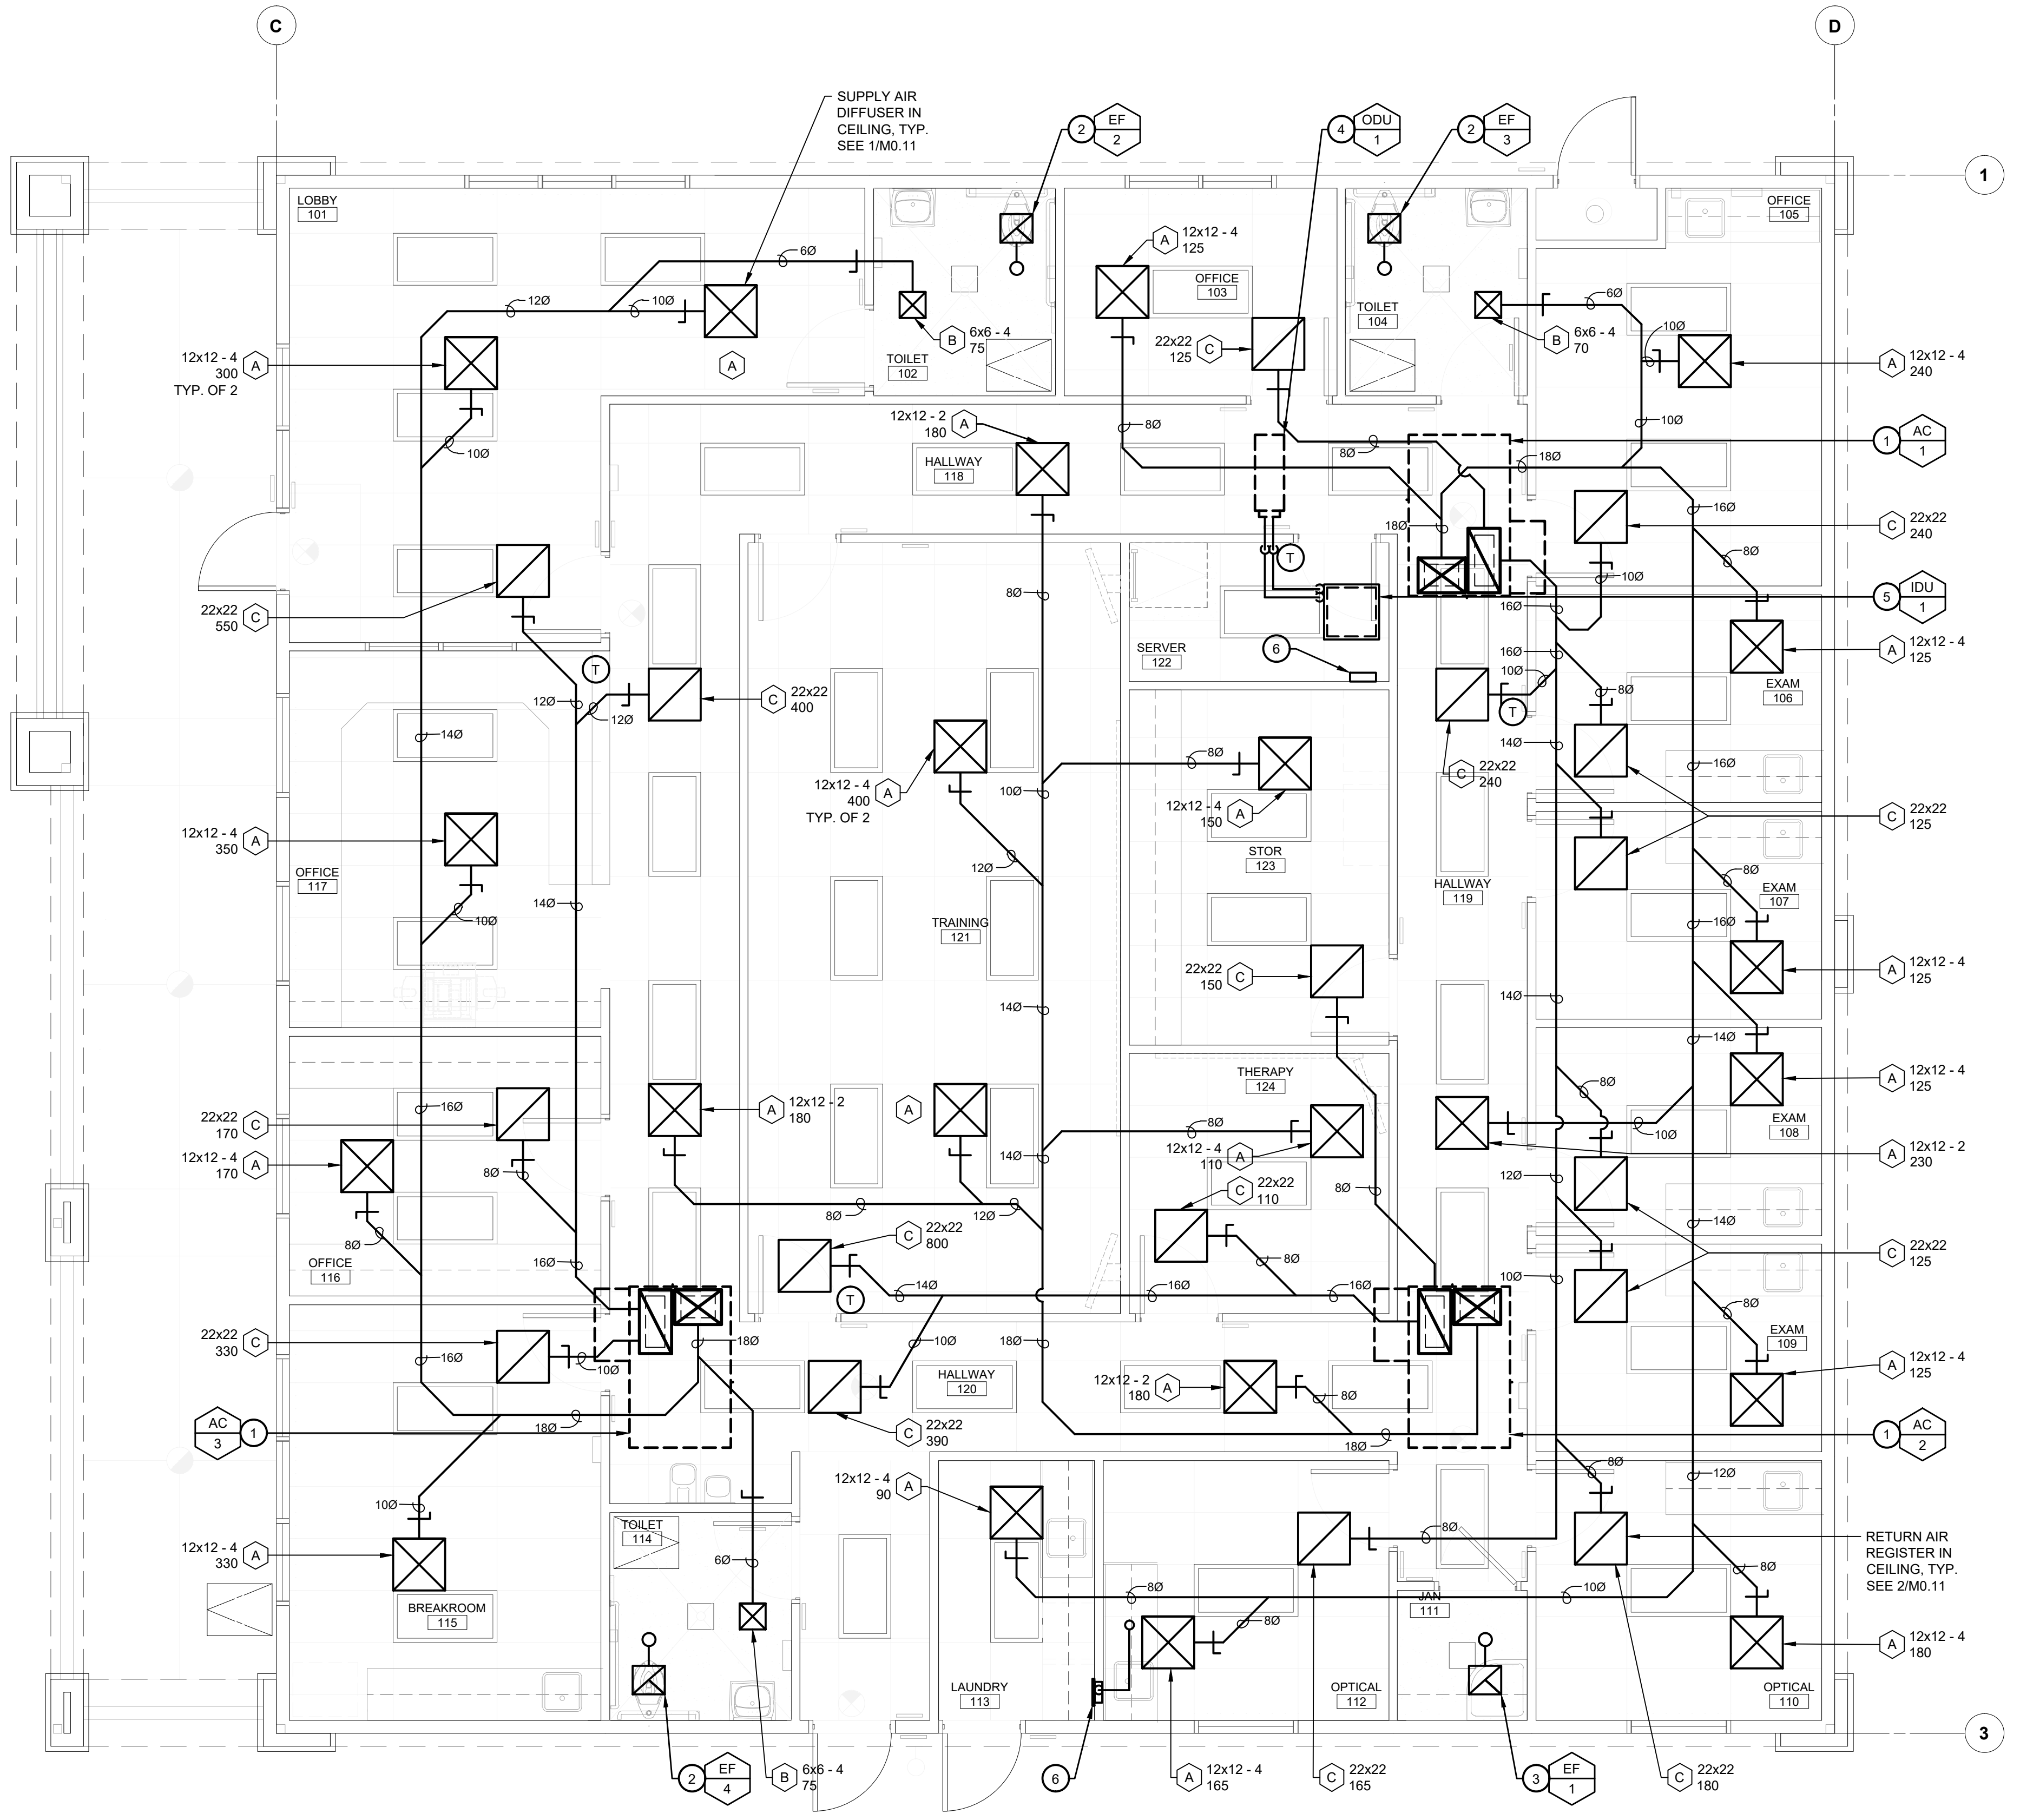 C
D
SUPPLY AIR
DIFFUSER IN
CEILING, TYP.
SEE 1/M0.11
2
EF
2
4
ODU
1
2
EF
3
1
LOBBY
101
OFFICE
105
12x12 - 4
A
125
OFFICE
103
6Ø
12Ø
10Ø
6Ø
TOILET
104
10Ø
B
6x6 - 4
75
22x22
125
C
B
6x6 - 4
70
12x12 - 4
300
TYP. OF 2
A
A
TOILET
102
A
12x12 - 4
240
12x12 - 2
180
A
8Ø
10Ø
10Ø
8Ø
1
AC
1
HALLWAY
118
18Ø
16Ø
18Ø
C
22x22
240
T
8Ø
10Ø
8Ø
5
IDU
1
22x22
550
C
16Ø
SERVER
122
6
16Ø
10Ø
8Ø
A
12x12 - 4
125
T
EXAM
106
12Ø
12Ø
C
22x22
400
T
14Ø
14Ø
8Ø
16Ø
12x12 - 4
400
TYP. OF 2
A
10Ø
C
22x22
240
12x12 - 4
150
A
C
22x22
125
12x12 - 4
350
A
STOR
123
12Ø
8Ø
OFFICE
117
HALLWAY
119
EXAM
107
14Ø
10Ø
TRAINING
121
16Ø
22x22
150
C
A
12x12 - 4
125
14Ø
14Ø
14Ø
THERAPY
124
8Ø
A
12x12 - 4
125
16Ø
22x22
170
C
A
12x12 - 2
180
A
8Ø
10Ø
EXAM
108
12x12 - 4
170
A
8Ø
14Ø
12x12 - 4
110
A
12Ø
A
12x12 - 2
230
C
22x22
110
8Ø
8Ø
12Ø
14Ø
8Ø
C
22x22
800
8Ø
C
22x22
125
OFFICE
116
16Ø
10Ø
14Ø
T
16Ø
16Ø
8Ø
22x22
330
C
18Ø
10Ø
18Ø
EXAM
109
16Ø
10Ø
A
12x12 - 4
125
HALLWAY
120
12x12 - 2
180
A
8Ø
AC
3
1
18Ø
C
22x22
390
18Ø
1
AC
2
8Ø
12Ø
12x12 - 4
90
A
10Ø
TOILET
114
8Ø
RETURN AIR
REGISTER IN
CEILING, TYP.
SEE 2/M0.11
12x12 - 4
330
A
6Ø
8Ø
10Ø
8Ø
JAN
111
BREAKROOM
115
8Ø
A
12x12 - 4
180
LAUNDRY
113
OPTICAL
112
OPTICAL
110
3
2
EF
4
B
6x6 - 4
75
6
A
12x12 - 4
165
C
22x22
165
3
EF
1
C
22x22
180